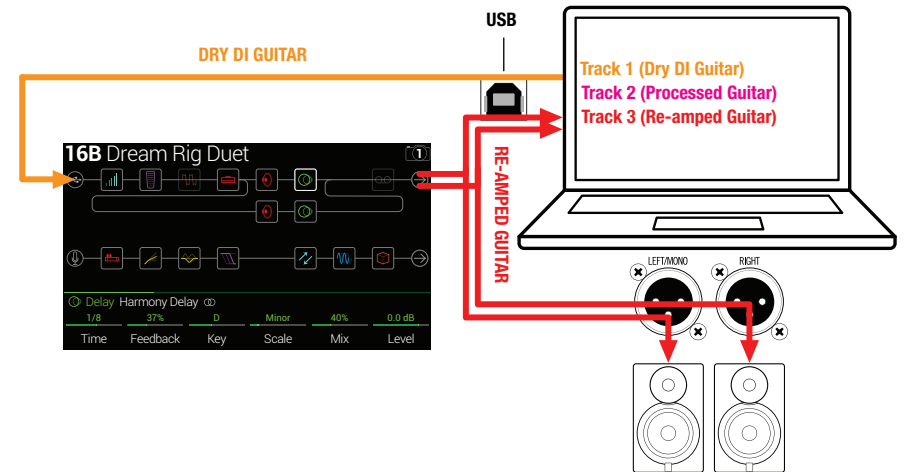 USB
DRY DI GUITAR
Track 1 (Dry DI Guitar)
Track 2 (Processed Guitar)
Track 3 (Re-amped Guitar)
16B Dream Rig Duet
1
RE-AMPED GUITAR
LEFT/MONO
RIGHT
Delay Harmony Delay
1/8 37% D Minor 40% 0.0 dB
Time Feedback Key Scale Mix Level